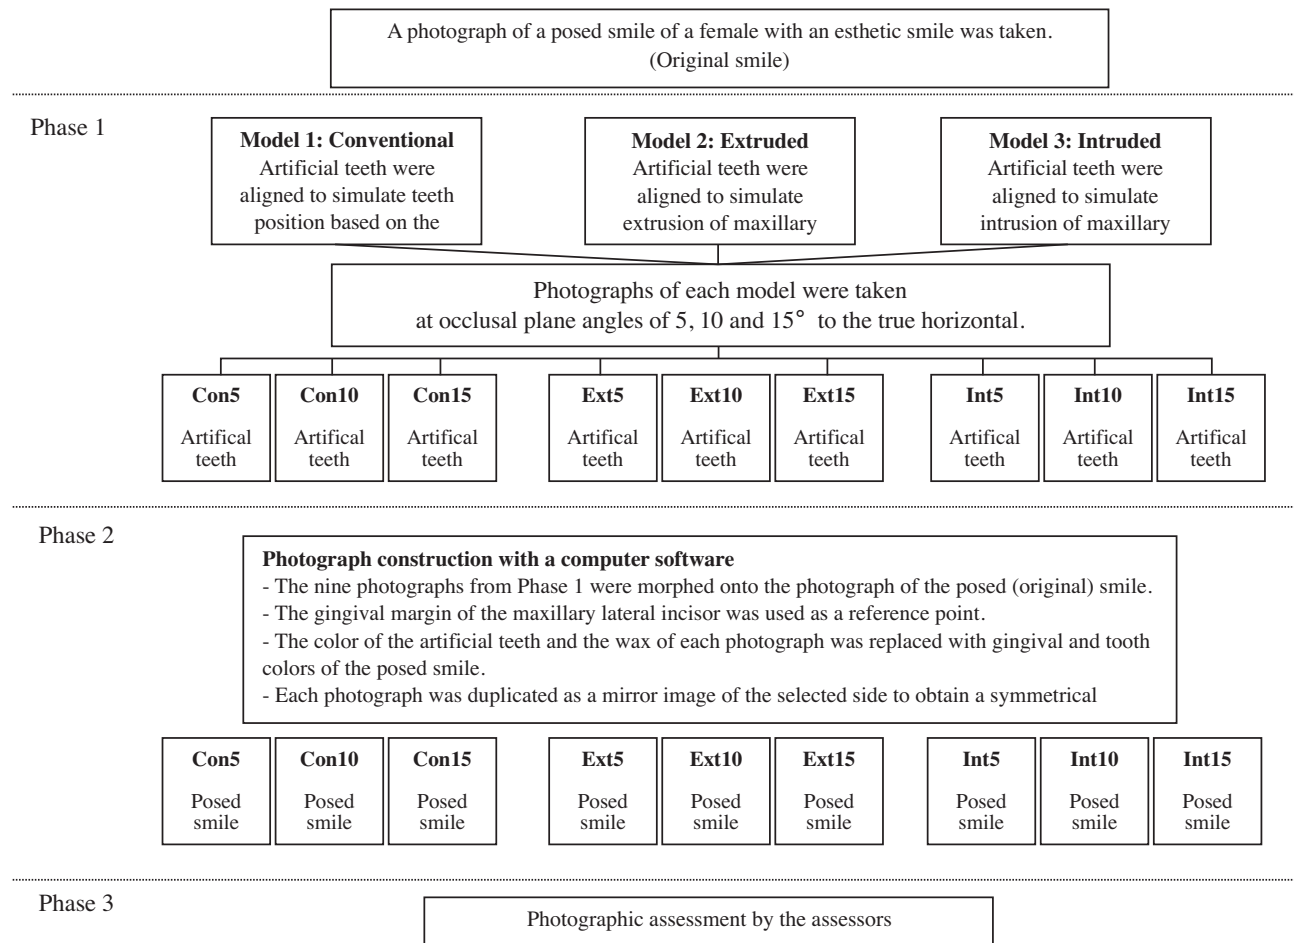 A photograph of a posed smile of a female with an esthetic smile was taken.
(Original smile)
Phase 1
Model 1: Conventional
Artificial teeth were
aligned to simulate teeth
position based on the
Model 2: Extruded
Artificial teeth were
aligned to simulate
extrusion of maxillary
Model 3: Intruded
Artificial teeth were
aligned to simulate
intrusion of maxillary
Photographs of each model were taken
at occlusal plane angles of 5, 10 and 15° to the true horizontal.
Con5
Artifical
teeth
Con10
Artifical
teeth
Con15
Artifical
teeth
Ext5
Artifical
teeth
Ext10
Artifical
teeth
Ext15
Artifical
teeth
Int5
Artifical
teeth
Int10
Artifical
teeth
Int15
Artifical
teeth
Phase 2
Photograph construction with a computer software
- The nine photographs from Phase 1 were morphed onto the photograph of the posed (original) smile.
- The gingival margin of the maxillary lateral incisor was used as a reference point.
- The color of the artificial teeth and the wax of each photograph was replaced with gingival and tooth
colors of the posed smile.
- Each photograph was duplicated as a mirror image of the selected side to obtain a symmetrical
Con5
Posed
smile
Con10
Posed
smile
Con15
Posed
smile
Ext5
Posed
smile
Ext10
Posed
smile
Ext15
Posed
smile
Int5
Posed
smile
Int10
Posed
smile
Int15
Posed
smile
Phase 3
Photographic assessment by the assessors